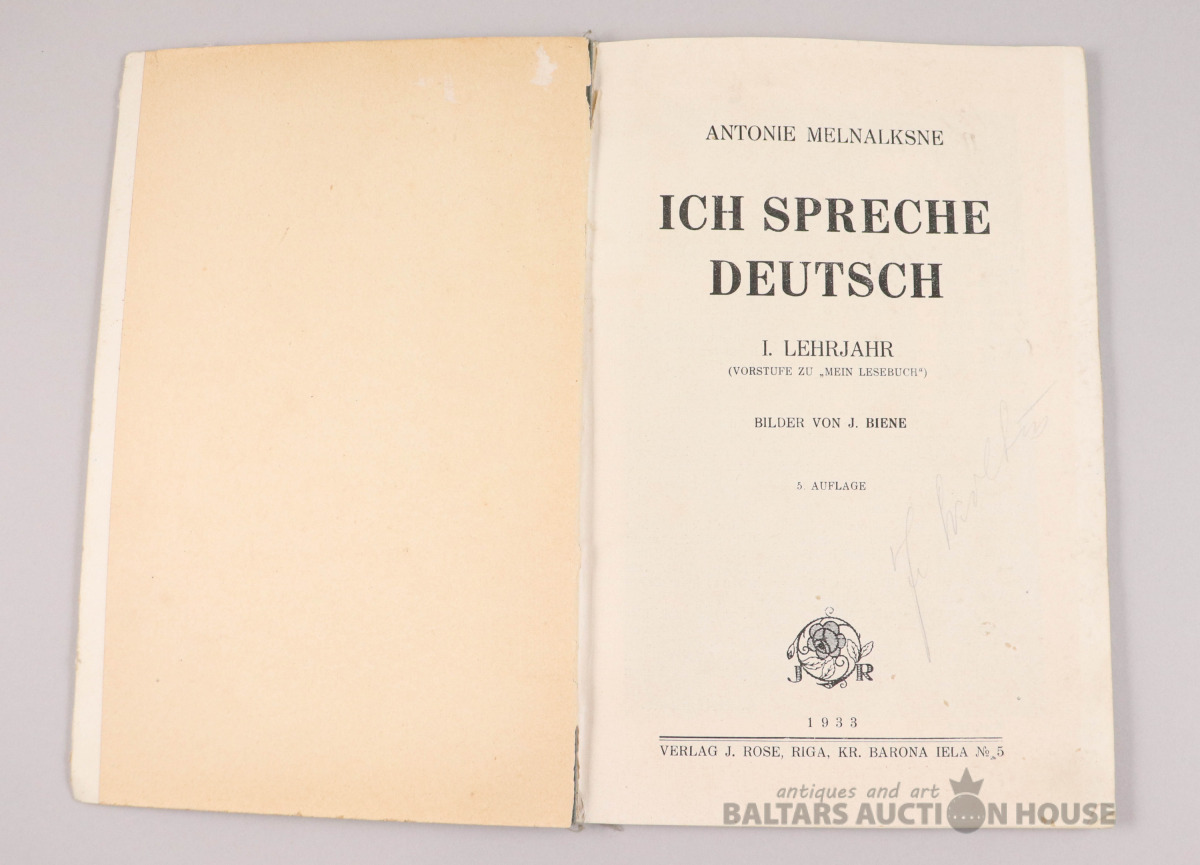 ANTONIE MELNALKSNE
ICH SPRECHE
DEUTSCH
I. LEHRJAHR
(VORSTUFE ZU „MEIN LESEBUCH“)
BILDER VON J. BIENE
5. AUFLAGE
J R
1933
VERLAG J. ROSE, RIGA, KR. BARONA IELA № 5
antiques and art
BALTARS AUCTION HOUSE